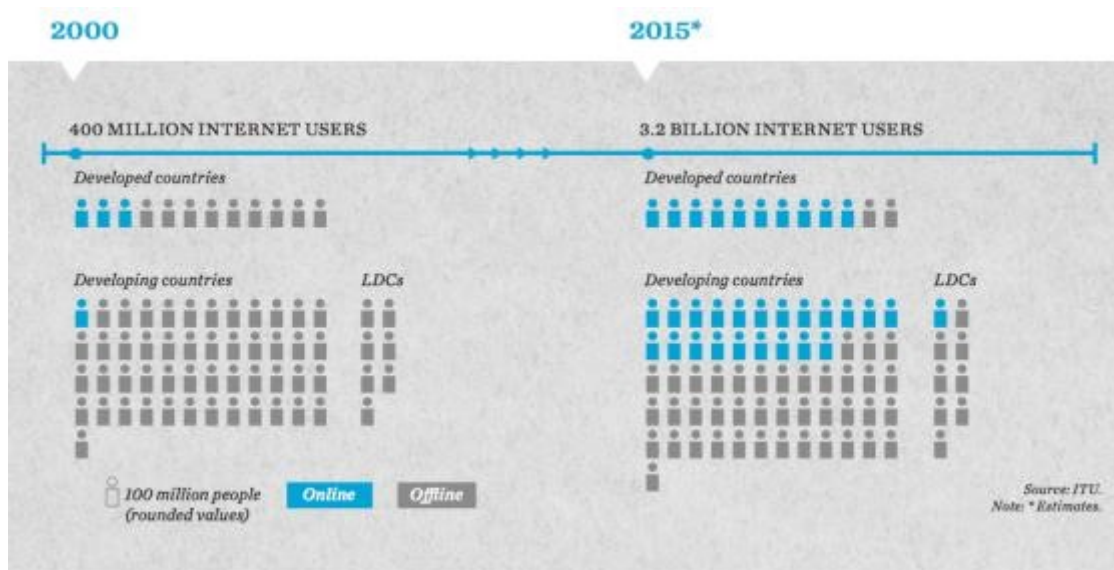 2000
2015*
400 MILLION INTERNET USERS
3.2 BILLION INTERNET USERS
Developed countries
Developed countries
Developing countries
LDCs
Developing countries
LDCs
100 million people
(rounded values)
Online
Offline
Source: ITU.
Note: * Estimates.